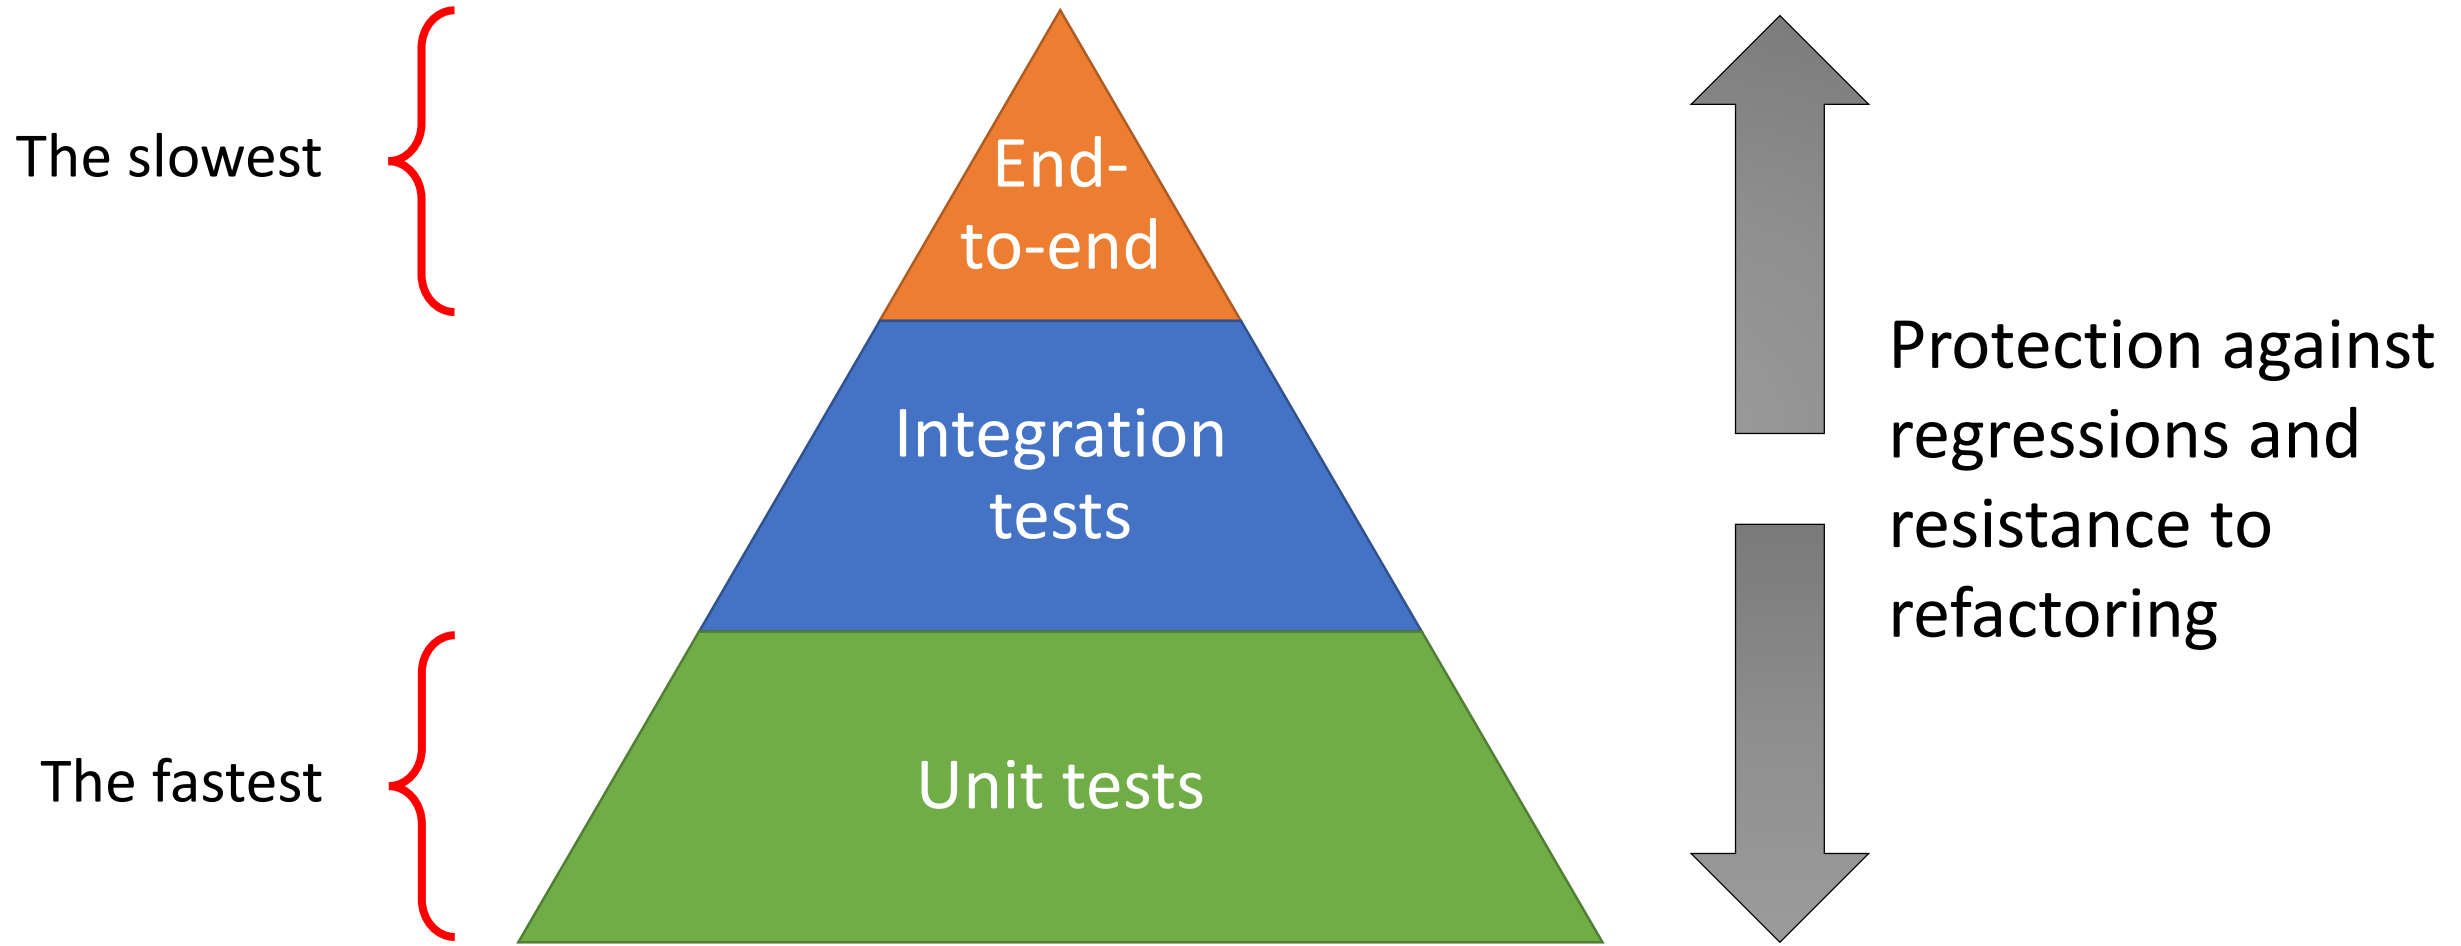 The slowest
End-
to-end
Integration
tests
Protection against
regressions and
resistance to
refactoring
The fastest
Unit tests